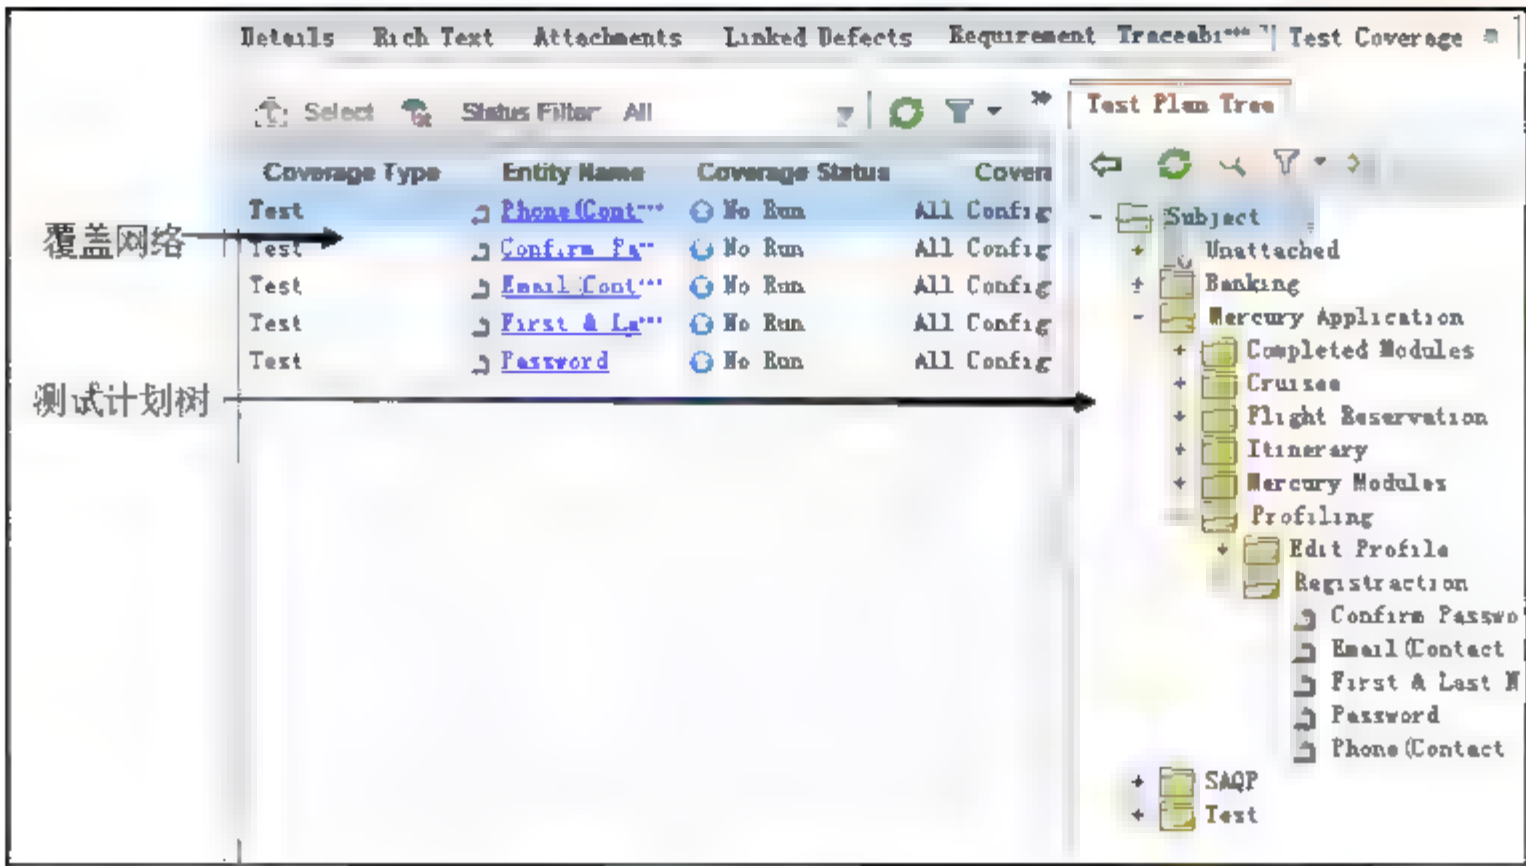 Details Rich Text Attachments Linked Defects Requirement Traceabi… Test Coverage
Select Status Filter All
Test Plan Tree
Coverage Type Entity Name Coverage Status Covera
Test Phone(Cont… No Run All Config
覆盖网络
Test Confirm Pa… No Run All Config
Test Email(Cont… No Run All Config
Test First & La… No Run All Config
Test Password No Run All Config
测试计划树
Subject
Unattached
Banking
Mercury Application
Completed Modules
Cruises
Flight Reservation
Itinerary
Mercury Modules
Profiling
Edit Profile
Registraction
Confirm Passwo
Email(Contact
First & Last N
Password
Phone(Contact
SAQP
Test